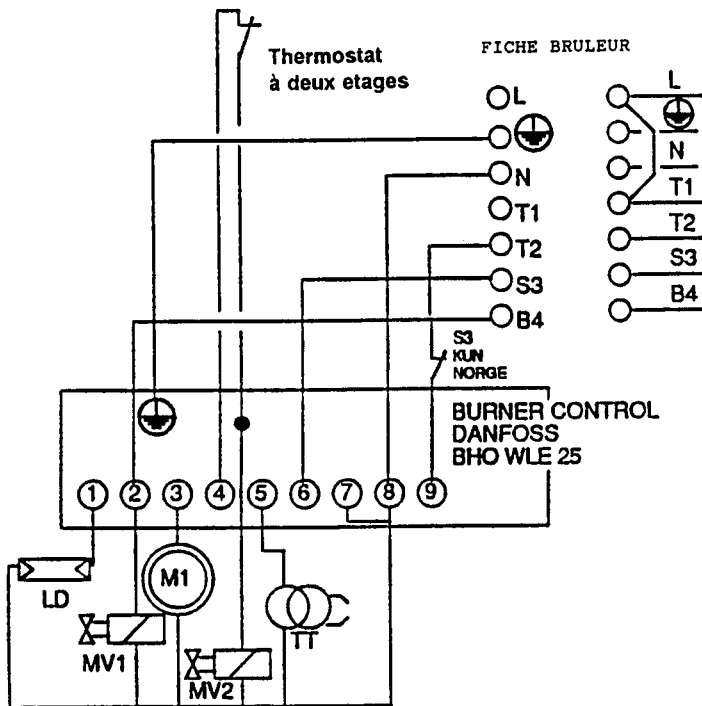 Thermostat
à deux etages
FICHE BRULEUR
L
N
T1
T2
S3
B4
L
N
T1
T2
S3
B4
S3
KUN
NORGE
BURNER CONTROL
DANFOSS
BHO WLE 25
1 2 3 4 5 6 7 8 9
LD
M1
TT
MV1
MV2